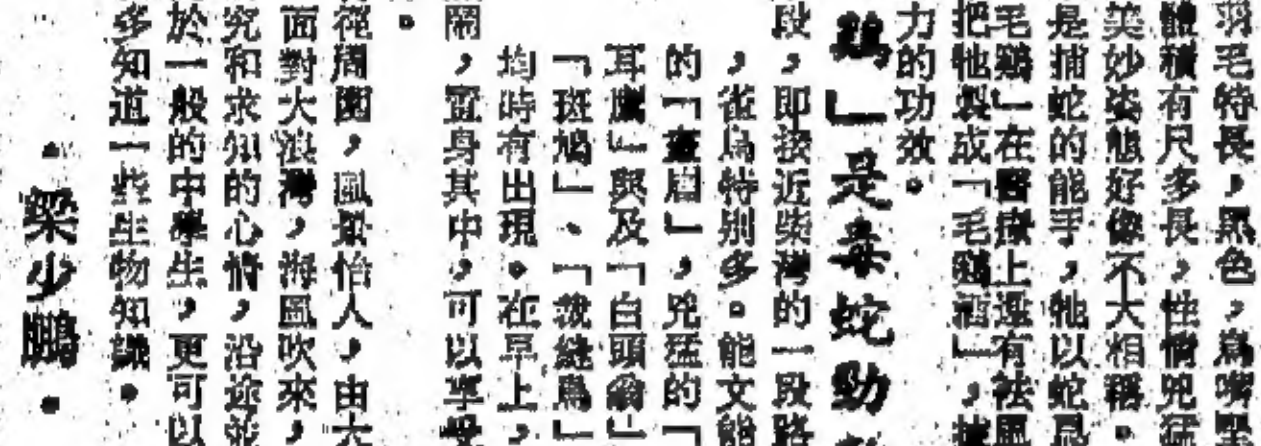 羽毛特長，黑色，鳥嘴堅
體積有尺多長，性情兇猛
美妙姿態好像不大相稱。
是捕蛇的能手，牠以蛇爲
毛鷄」在醫療上還有祛風
把牠製成「毛鷄酒」，據
力的功效。
鷄」是毒蛇勁
段，即接近柴灣的一段路
，雀鳥特別多。能文能
的「畫眉」，兇猛的「
耳鷹」與及「白頭翁」
「斑鳩」、「裁縫鳥」
均時有出現。在早上，
鬧，置身其中，可以享受
。
徑周圍，風景怡人，由大
面對大浪灣，海風吹來，
究和求知的心情，沿途並
於一般的中學生，更可以
多知道一些生物知識。
·梁少鵬·